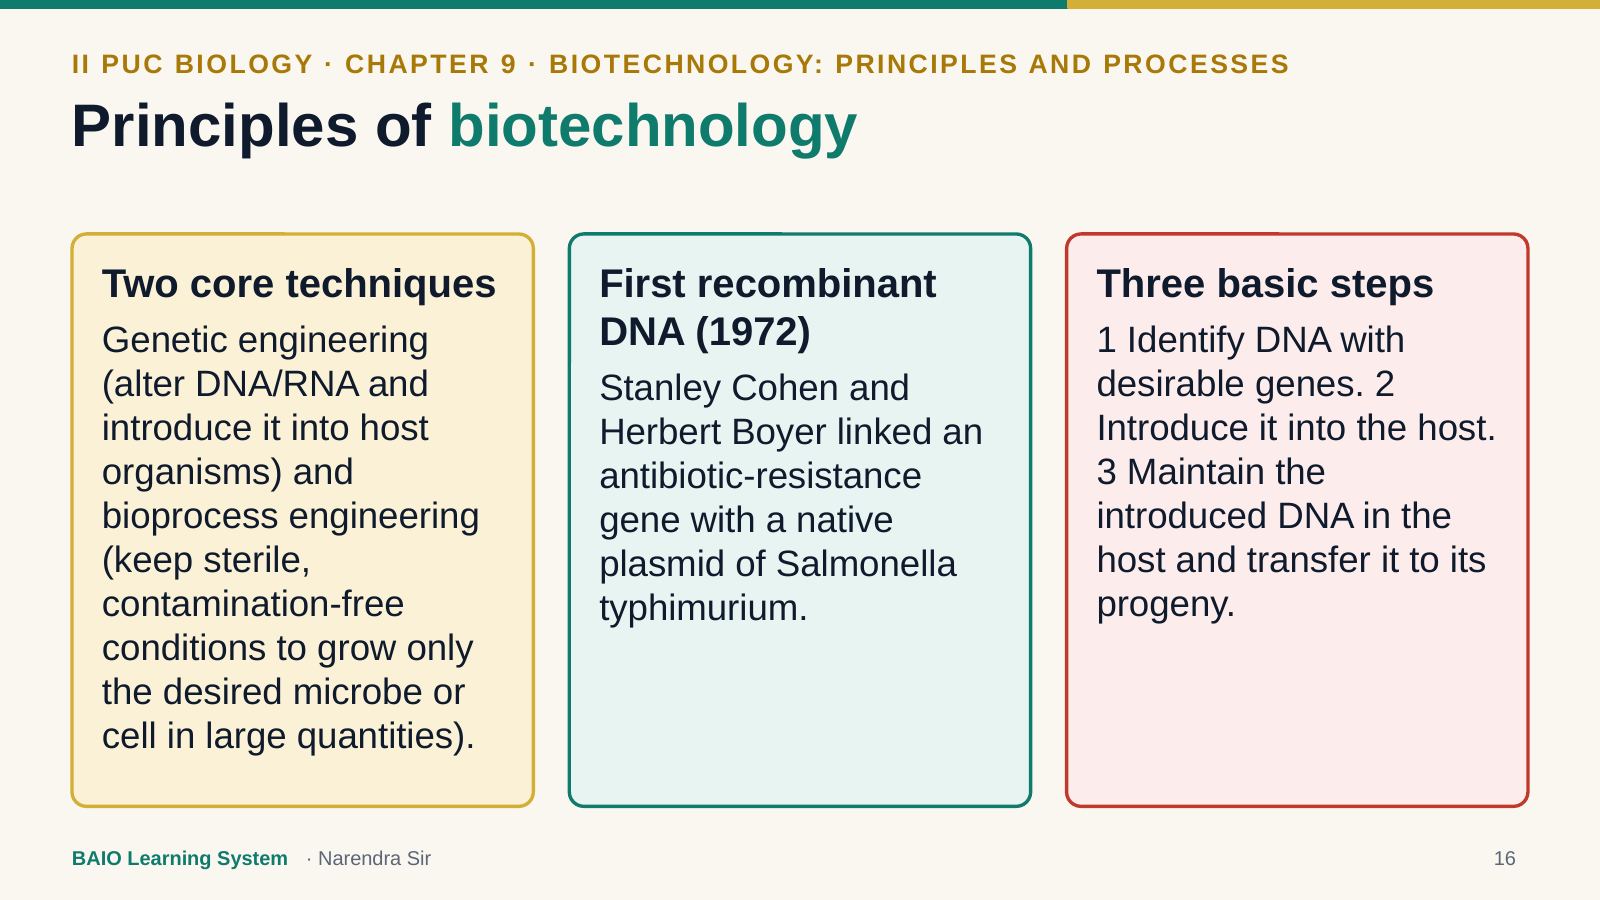 II PUC BIOLOGY · CHAPTER 9 · BIOTECHNOLOGY: PRINCIPLES AND PROCESSES
Principles of biotechnology
Two core techniques
Genetic engineering
(alter DNA/RNA and
introduce it into host
organisms) and
bioprocess engineering
(keep sterile,
contamination-free
conditions to grow only
the desired microbe or
cell in large quantities).
First recombinant
DNA (1972)
Stanley Cohen and
Herbert Boyer linked an
antibiotic-resistance
gene with a native
plasmid of Salmonella
typhimurium.
Three basic steps
1 Identify DNA with
desirable genes. 2
Introduce it into the host.
3 Maintain the
introduced DNA in the
host and transfer it to its
progeny.
BAIO Learning System · Narendra Sir
16